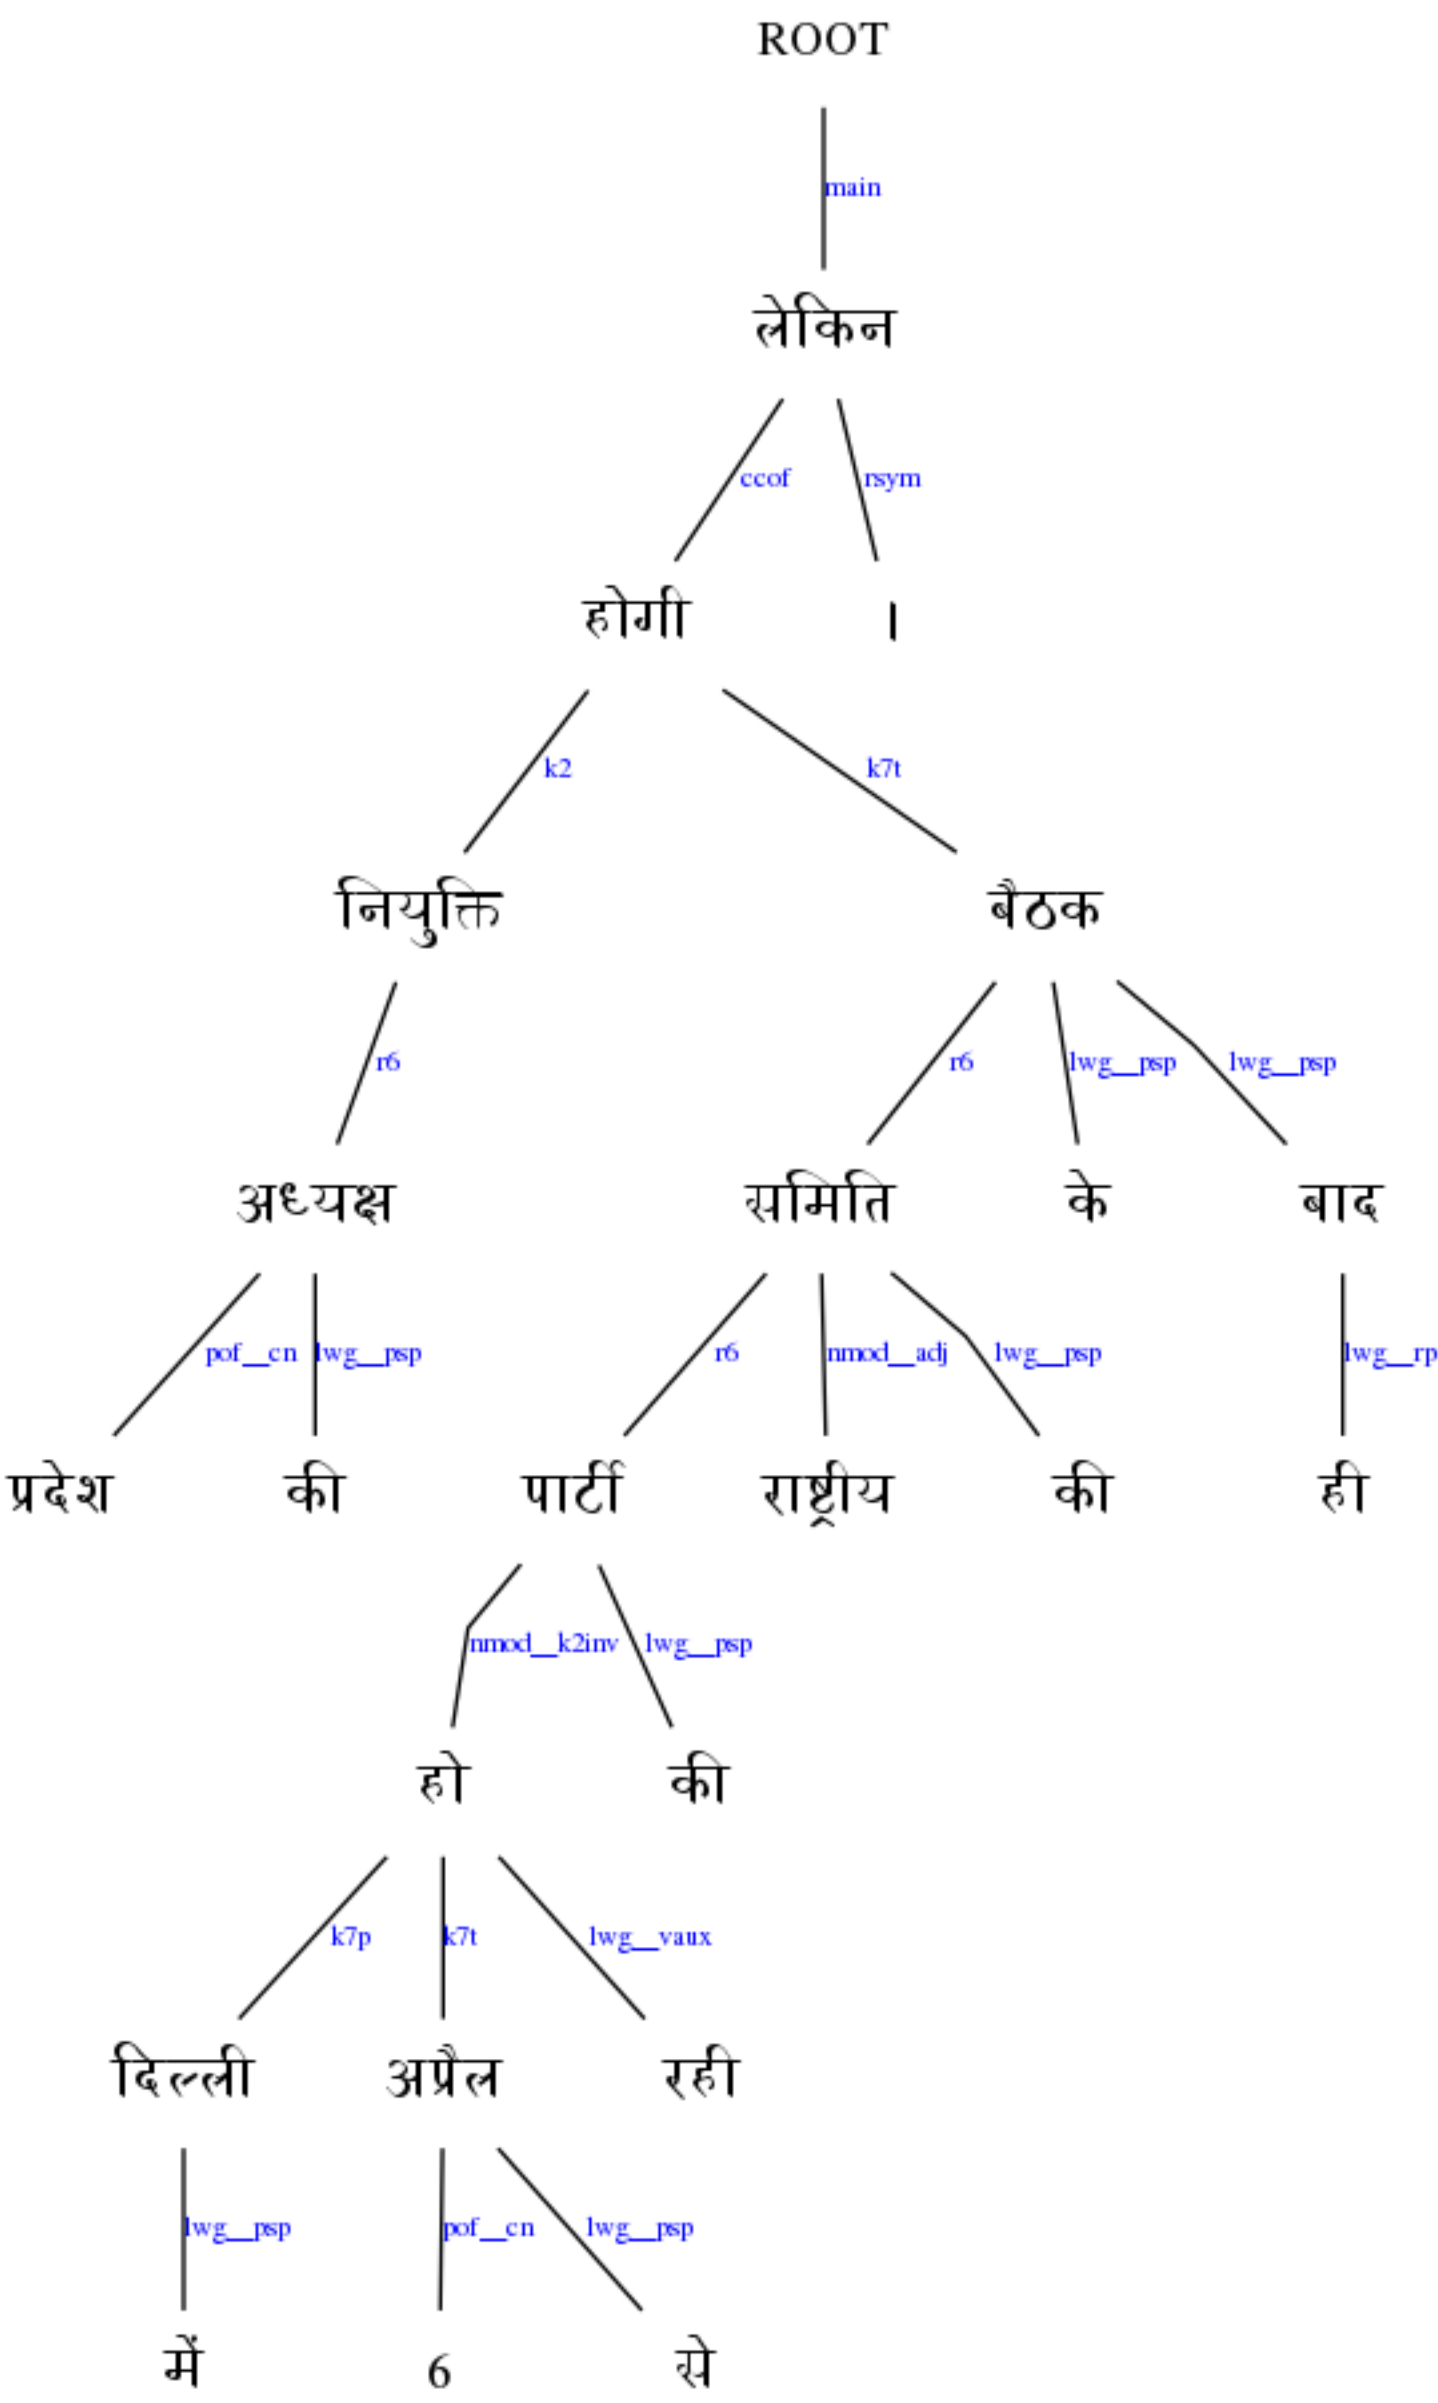 ROOT
main
लेकिन
ccof rsym
होगी ।
k2 k7t
नियुक्ति बैठक
r6 r6 lwg__psp lwg__psp
अध्यक्ष समिति के बाद
pof__cn lwg__psp r6 nmod__adj lwg__psp lwg__rp
प्रदेश की पार्टी राष्ट्रीय की ही
nmod__k2inv lwg__psp
हो की
k7p k7t lwg__vaux
दिल्ली अप्रैल रही
lwg__psp pof__cn lwg__psp
में 6 से